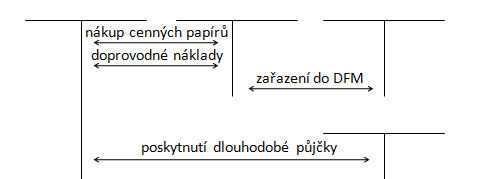 nákup cenných papírů
doprovodné náklady
zařazení do DFM
poskytnutí dlouhodobé půjčky